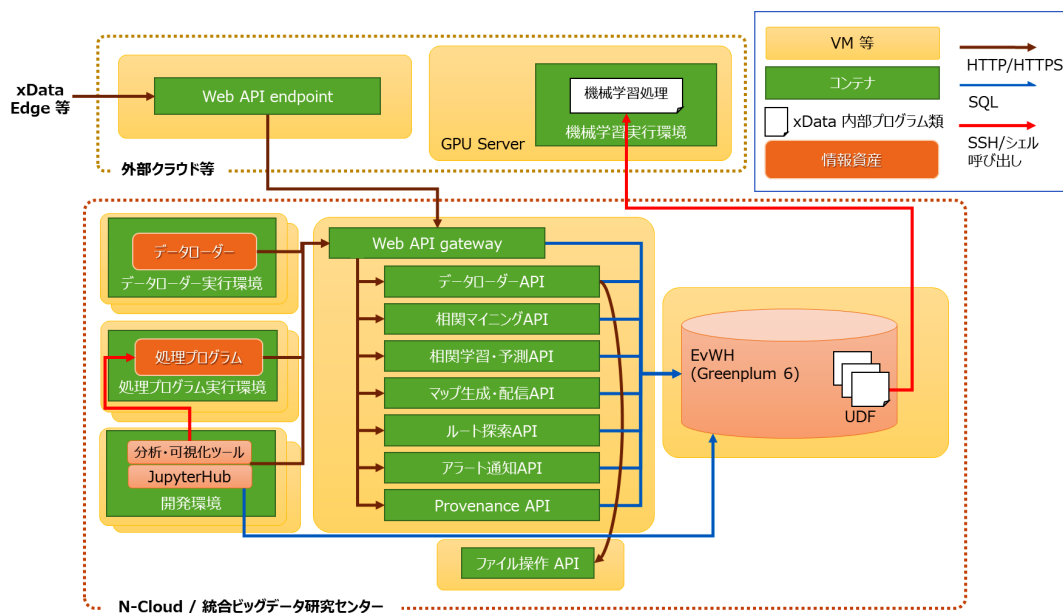 xData
Edge 等
Web API endpoint
外部クラウド等
GPU Server
機械学習処理
機械学習実行環境
VM 等
コンテナ
xData 内部プログラム類
情報資産
HTTP/HTTPS
SQL
SSH/シェル
呼び出し
データローダー
データローダー実行環境
処理プログラム
処理プログラム実行環境
分析・可視化ツール
JupyterHub
開発環境
Web API gateway
データローダーAPI
相関マイニングAPI
相関学習・予測API
マップ生成・配信API
ルート探索API
アラート通知API
Provenance API
ファイル操作 API
EvWH
(Greenplum 6)
UDF
N-Cloud / 統合ビッグデータ研究センター